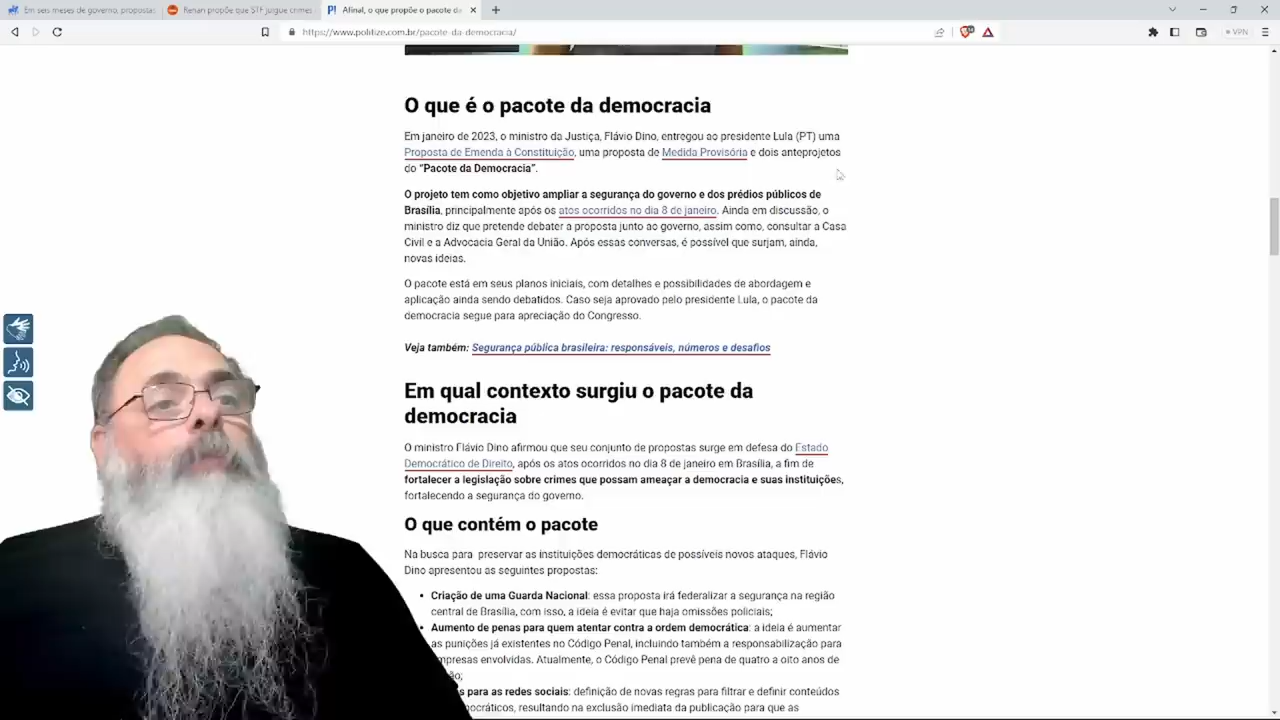 Em seis meses de governo, propostas
Renan propõe que STF julgue crimes
Afinal, o que propõe o pacote da
https://www.politize.com.br/pacote-da-democracia/
VPN
O que é o pacote da democracia
Em janeiro de 2023, o ministro da Justiça, Flávio Dino, entregou ao presidente Lula (PT) uma
Proposta de Emenda à Constituição, uma proposta de Medida Provisória e dois anteprojetos
do “Pacote da Democracia”.
O projeto tem como objetivo ampliar a segurança do governo e dos prédios públicos de
Brasília, principalmente após os atos ocorridos no dia 8 de janeiro. Ainda em discussão, o
ministro diz que pretende debater a proposta junto ao governo, assim como, consultar a Casa
Civil e a Advocacia Geral da União. Após essas conversas, é possível que surjam, ainda,
novas ideias.
O pacote está em seus planos iniciais, com detalhes e possibilidades de abordagem e
aplicação ainda sendo debatidos. Caso seja aprovado pelo presidente Lula, o pacote da
democracia segue para apreciação do Congresso.
Veja também: Segurança pública brasileira: responsáveis, números e desafios
Em qual contexto surgiu o pacote da
democracia
O ministro Flávio Dino afirmou que seu conjunto de propostas surge em defesa do Estado
Democrático de Direito, após os atos ocorridos no dia 8 de janeiro em Brasília, a fim de
fortalecer a legislação sobre crimes que possam ameaçar a democracia e suas instituições,
fortalecendo a segurança do governo.
O que contém o pacote
Na busca para preservar as instituições democráticas de possíveis novos ataques, Flávio
Dino apresentou as seguintes propostas:
• Criação de uma Guarda Nacional: essa proposta irá federalizar a segurança na região
central de Brasília, com isso, a ideia é evitar que haja omissões policiais;
• Aumento de penas para quem atentar contra a ordem democrática: a ideia é aumentar
as punições já existentes no Código Penal, incluindo também a responsabilização para
mpresas envolvidas. Atualmente, o Código Penal prevê pena de quatro a oito anos de
ão;
s para as redes sociais: definição de novas regras para filtrar e definir conteúdos
ocráticos, resultando na exclusão imediata da publicação para que as